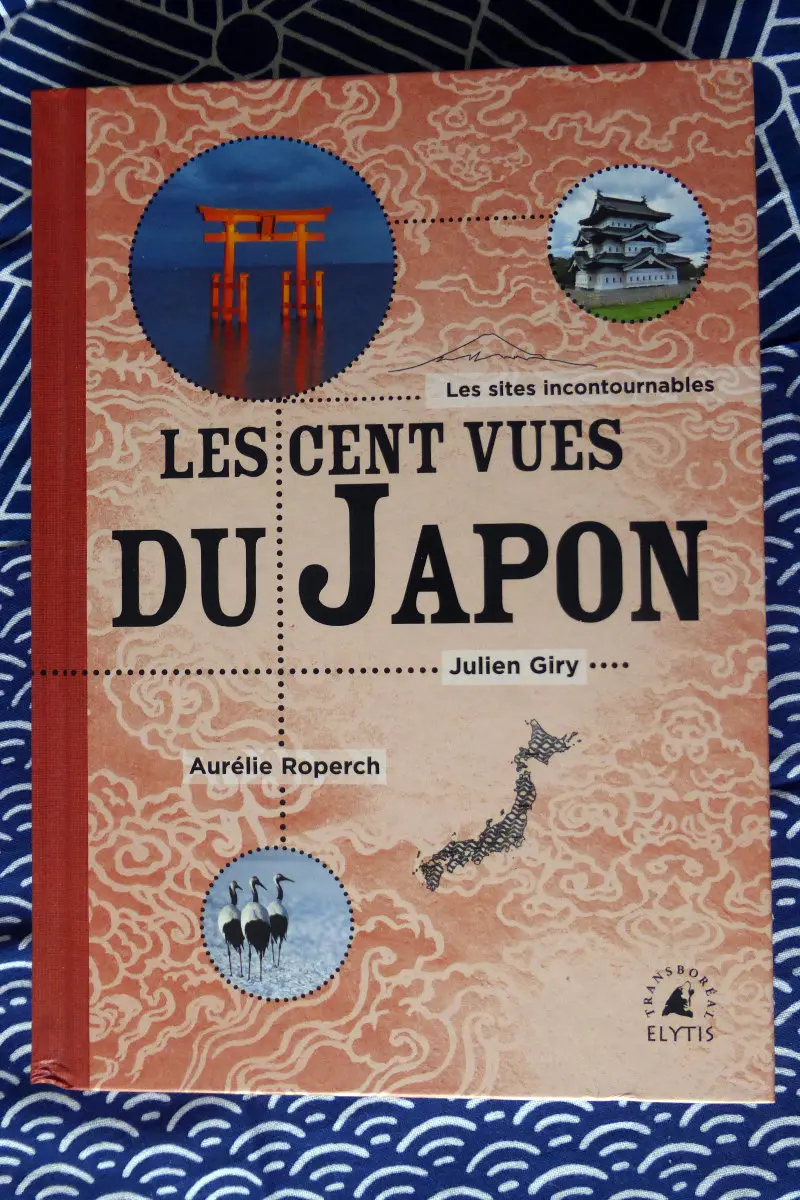 Les sites incontournables
LES CENT VUES
DU JAPON
Julien Giry
Aurélie Roperch
TRANSBORÉAL
ELYTIS